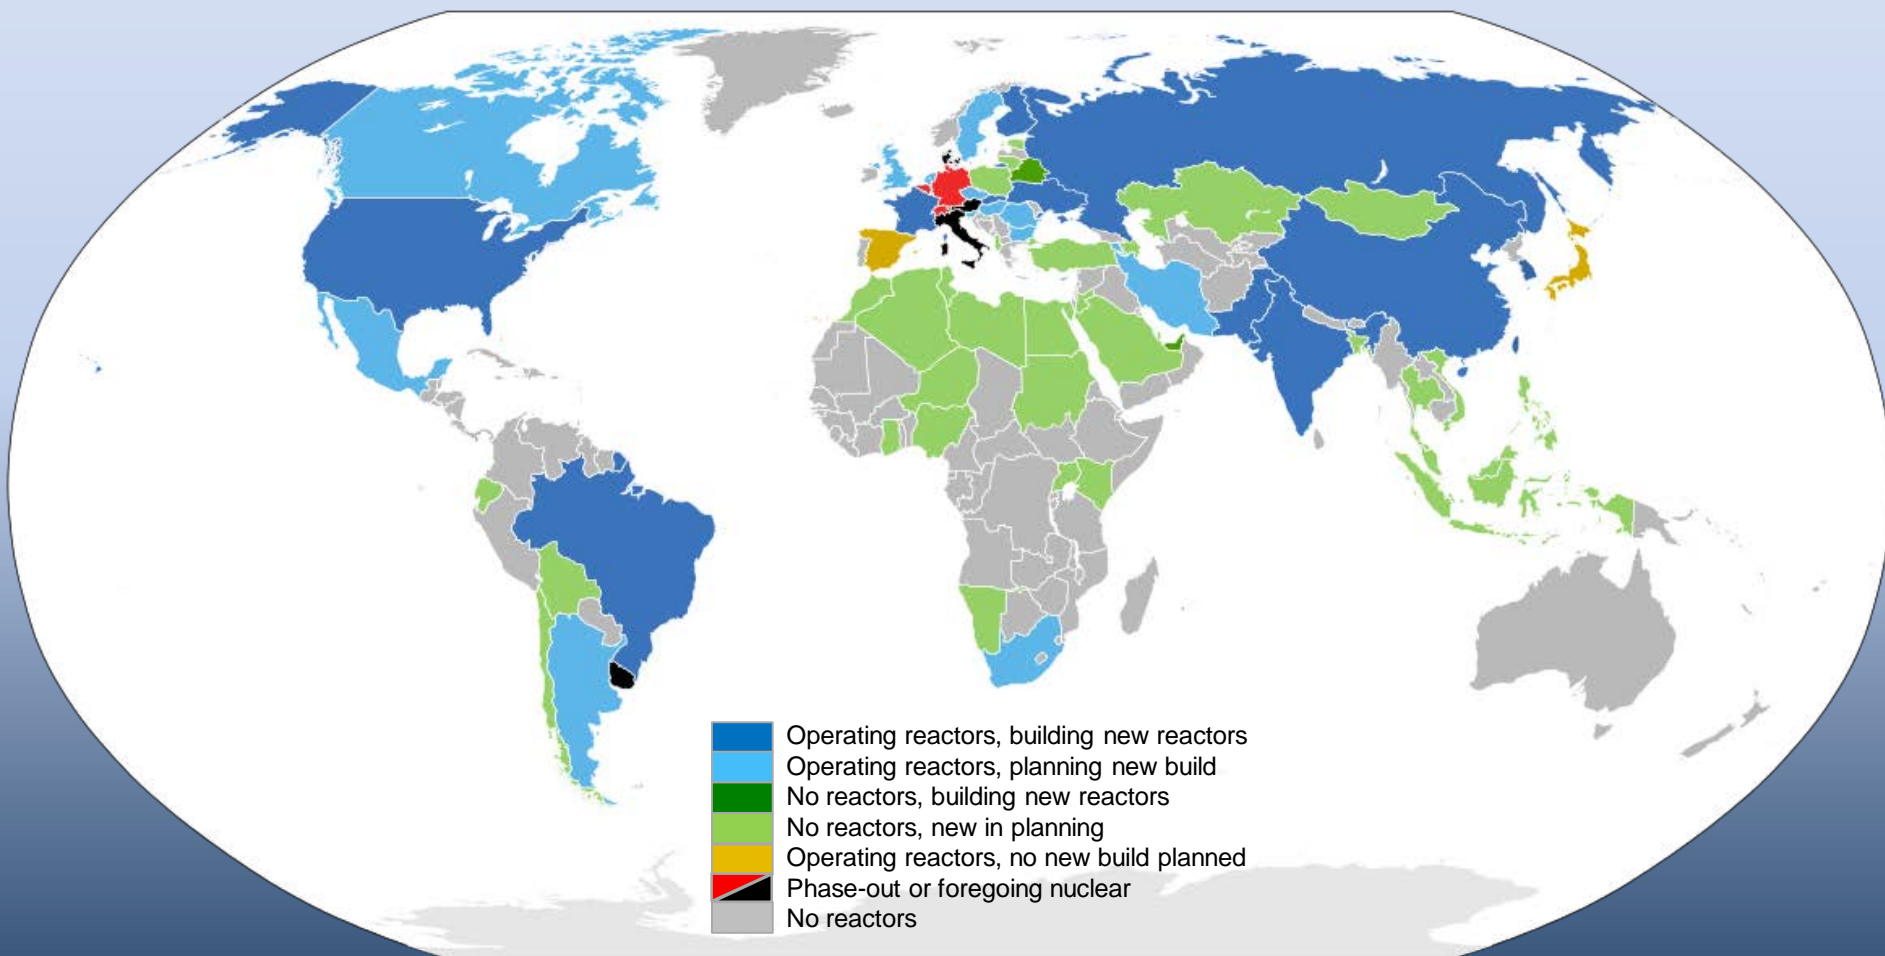 Operating reactors, building new reactors
Operating reactors, planning new build
No reactors, building new reactors
No reactors, new in planning
Operating reactors, no new build planned
Phase-out or foregoing nuclear
No reactors